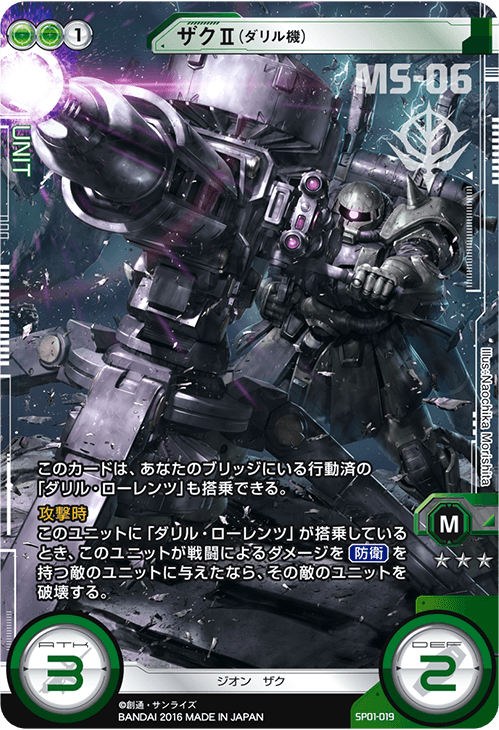 1
ザクⅡ(ダリル機)
MS-06
UNIT
Illus:Naochika Morishita
このカードは、あなたのブリッジにいる行動済の
「ダリル・ローレンツ」も搭乗できる。
攻撃時
このユニットに「ダリル・ローレンツ」が搭乗している
とき、このユニットが戦闘によるダメージを 防衛 を
持つ敵のユニットに与えたなら、その敵のユニットを
破壊する。
M
ATK
3
DEF
2
ジオン ザク
©創通・サンライズ
BANDAI 2016 MADE IN JAPAN
SP01-019